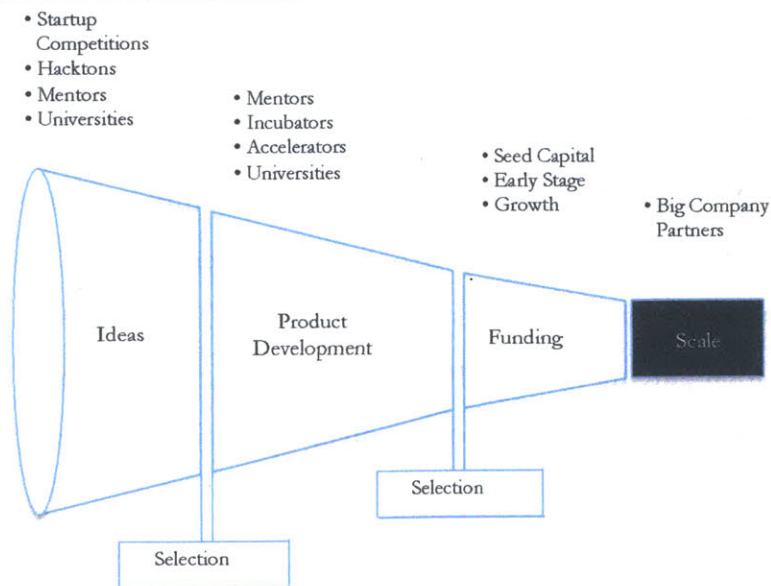 • Startup
Competitions
• Hacktons
• Mentors
• Universities
• Mentors
• Incubators
• Accelerators
• Universities
• Seed Capital
• Early Stage
• Growth
• Big Company
Partners
Ideas
Product
Development
Funding
Scale
Selection
Selection